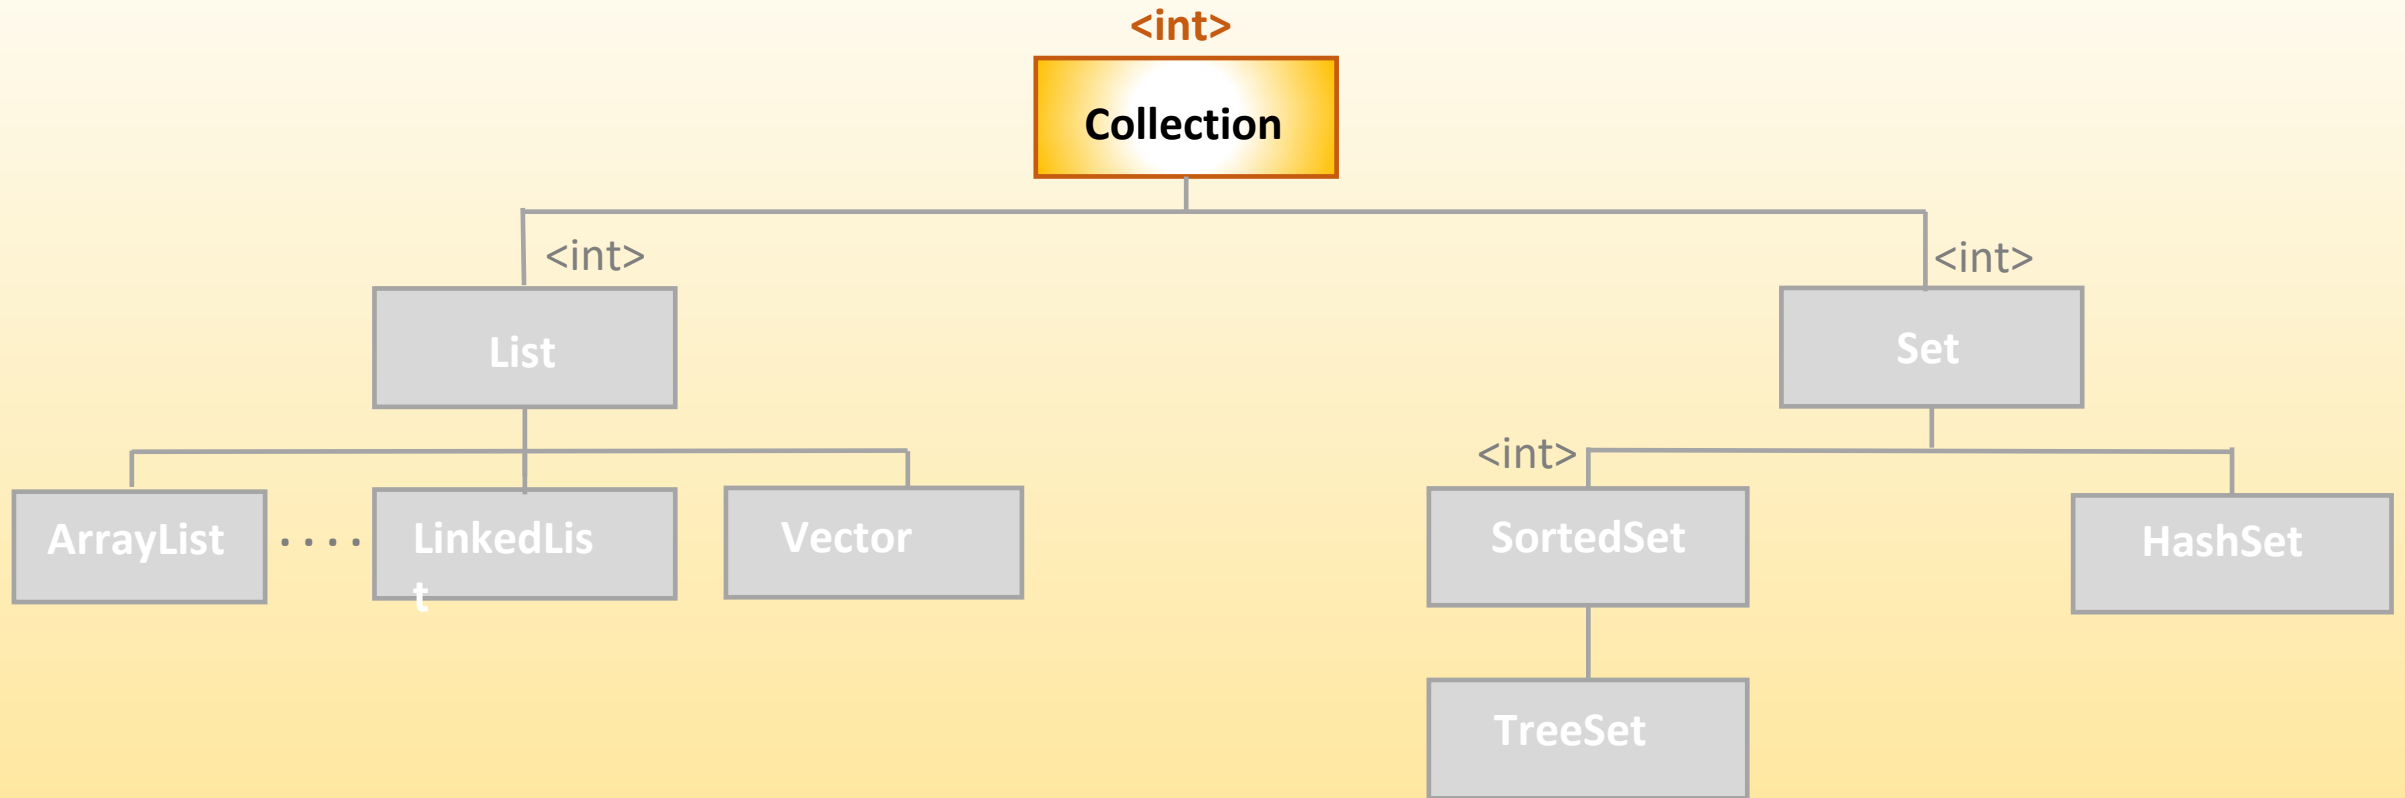 <int>
Collection
<int>
<int>
List
Set
<int>
ArrayList
. . . .
LinkedLis
t
Vector
SortedSet
HashSet
TreeSet